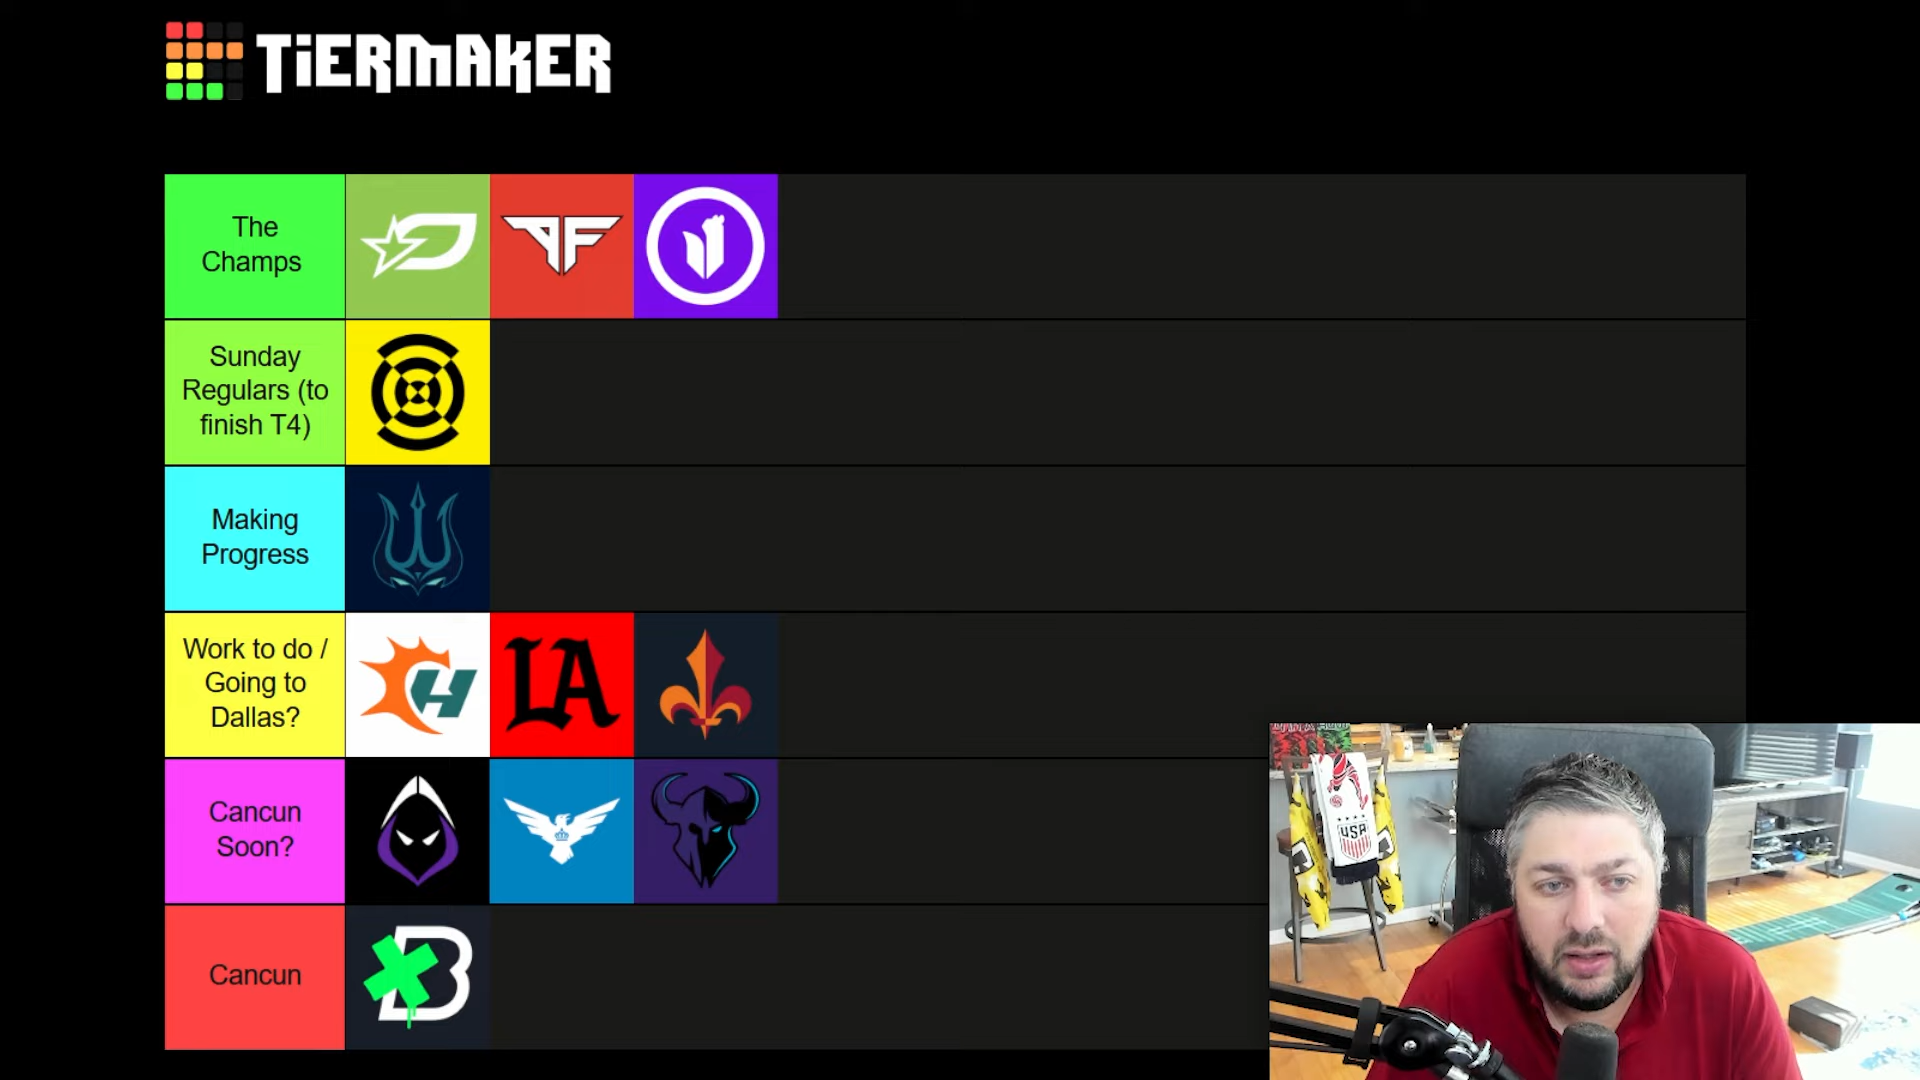 TiERMAKER
The
Champs
Sunday
Regulars (to
finish T4)
Making
Progress
Work to do /
Going to
Dallas?
H
LA
Cancun
Soon?
Cancun
B
USA